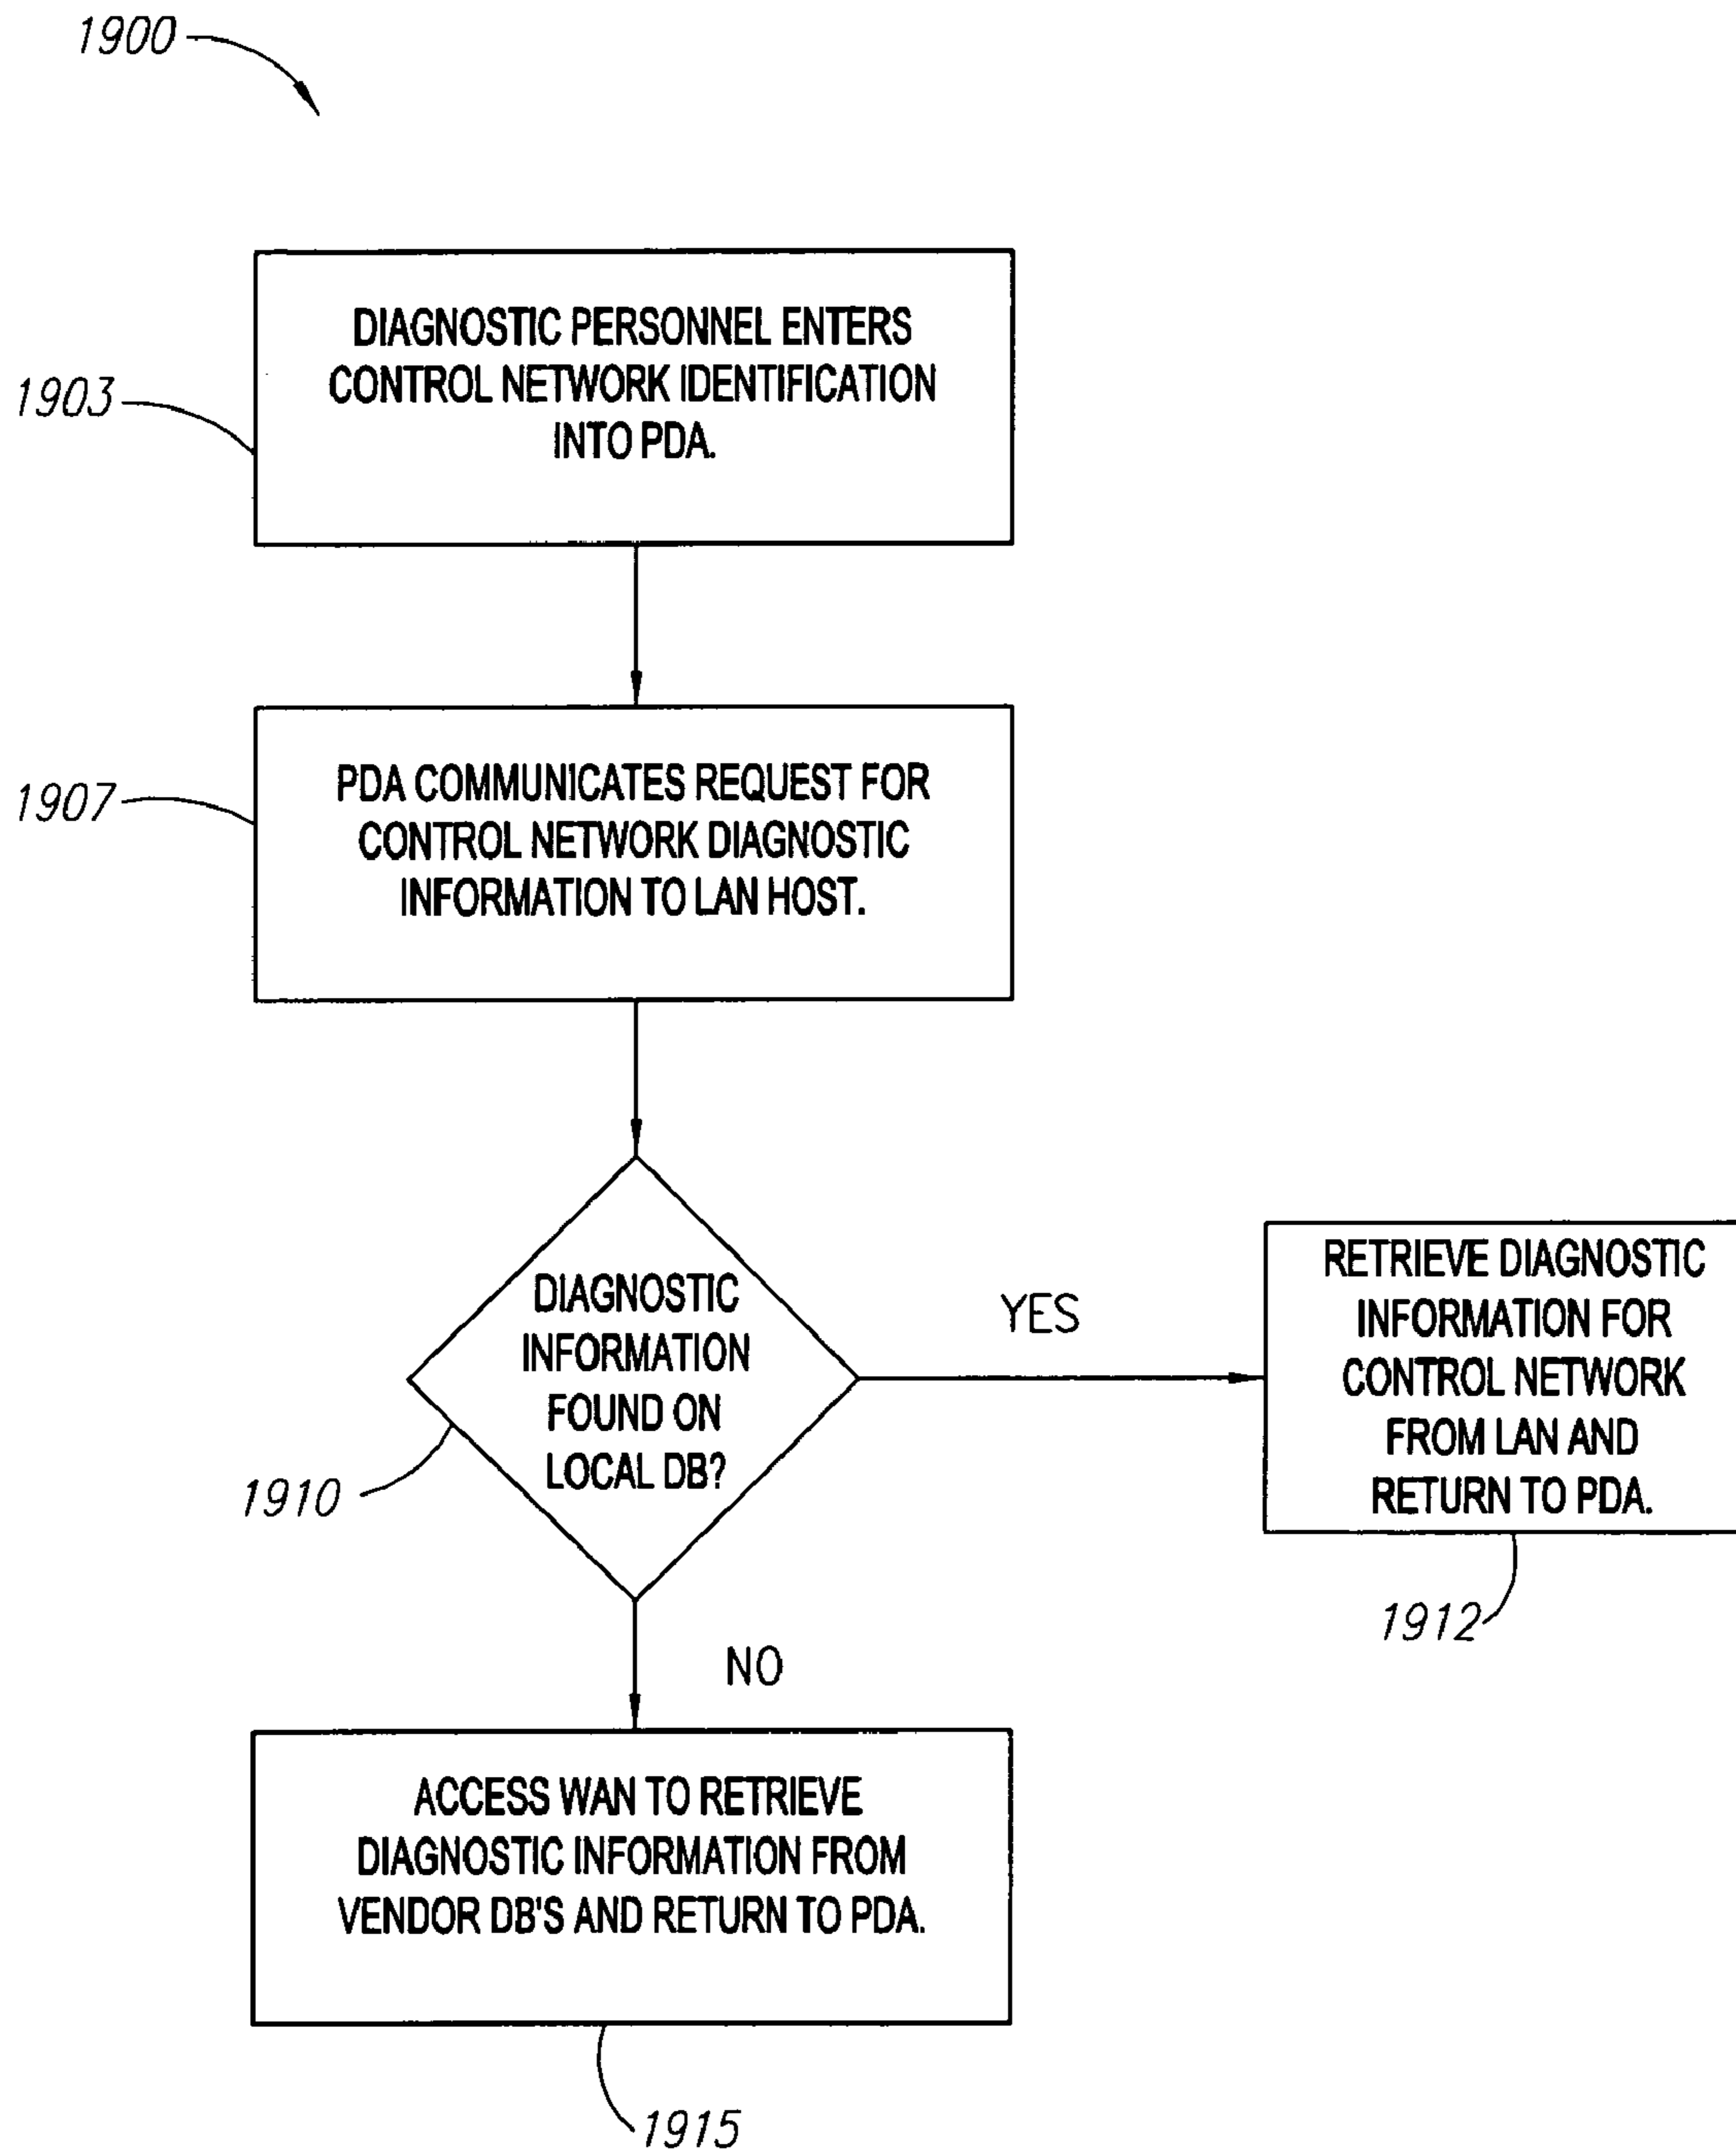 1900
DIAGNOSTIC PERSONNEL ENTERS
CONTROL NETWORK IDENTIFICATION
INTO PDA.
1903
PDA COMMUNICATES REQUEST FOR
CONTROL NETWORK DIAGNOSTIC
INFORMATION TO LAN HOST.
1907
DIAGNOSTIC
INFORMATION
FOUND ON
LOCAL DB?
1910
YES
RETRIEVE DIAGNOSTIC
INFORMATION FOR
CONTROL NETWORK
FROM LAN AND
RETURN TO PDA.
1912
NO
ACCESS WAN TO RETRIEVE
DIAGNOSTIC INFORMATION FROM
VENDOR DB'S AND RETURN TO PDA.
1915